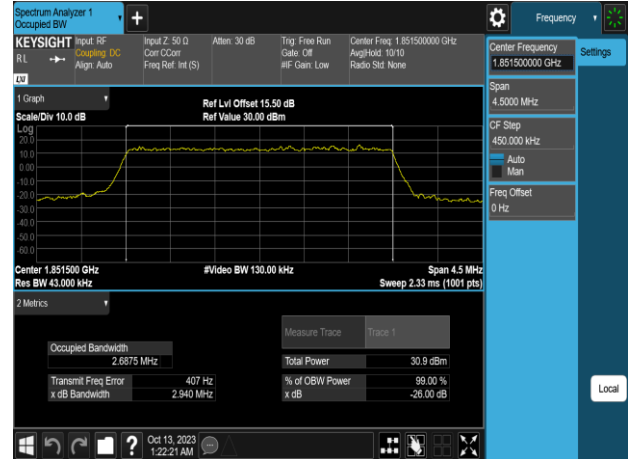 Spectrum Analyzer 1
Occupied BW
+
Frequency
KEYSIGHT
RL
LXI
Input: RF
Coupling: DC
Align: Auto
Input Z: 50 Ω
Corr CCorr
Freq Ref: Int (S)
Atten: 30 dB
Trig: Free Run
Gate: Off
#IF Gain: Low
Center Freq: 1.851500000 GHz
Avg|Hold: 10/10
Radio Std: None
Center Frequency
1.851500000 GHz
Settings
Span
4.5000 MHz
CF Step
450.000 kHz
Auto
Man
Freq Offset
0 Hz
Local
1 Graph
Scale/Div 10.0 dB
Ref Lvl Offset 15.50 dB
Ref Value 30.00 dBm
Log
20.0
10.0
0.00
-10.0
-20.0
-30.0
-40.0
-50.0
-60.0
Center 1.851500 GHz
Res BW 43.000 kHz
#Video BW 130.00 kHz
Span 4.5 MHz
Sweep 2.33 ms (1001 pts)
2 Metrics
Measure Trace Trace 1
Occupied Bandwidth
2.6875 MHz
Total Power 30.9 dBm
Transmit Freq Error 407 Hz
% of OBW Power 99.00 %
x dB Bandwidth 2.940 MHz
x dB -26.00 dB
?
Oct 13, 2023
1:22:21 AM